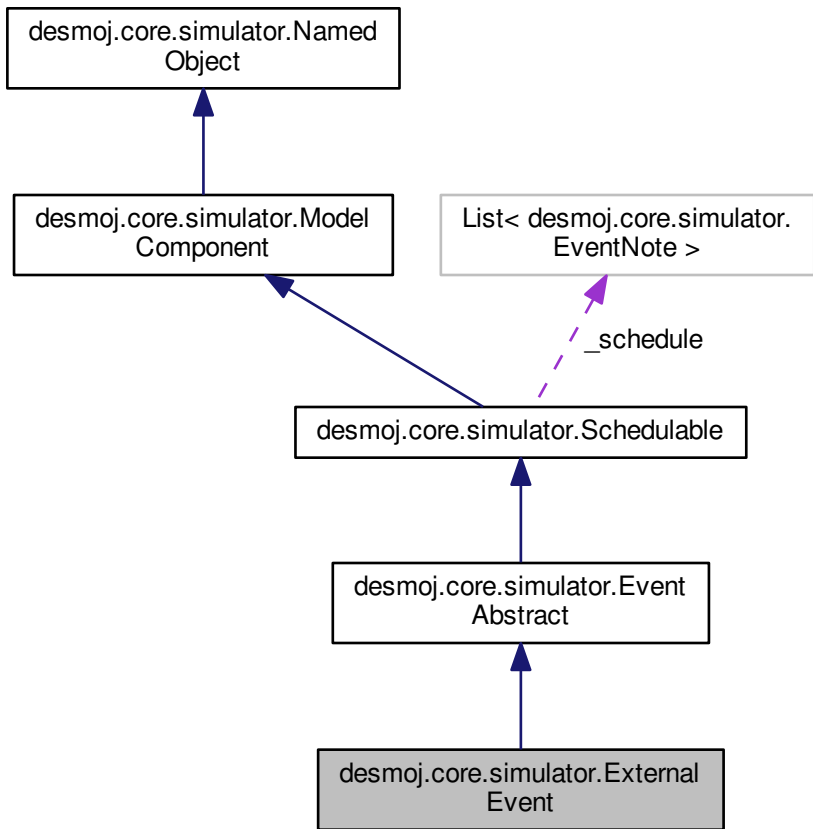 desmoj.core.simulator.Named
Object
desmoj.core.simulator.Model
Component
List< desmoj.core.simulator.
EventNote >
_schedule
desmoj.core.simulator.Schedulable
desmoj.core.simulator.Event
Abstract
desmoj.core.simulator.External
Event